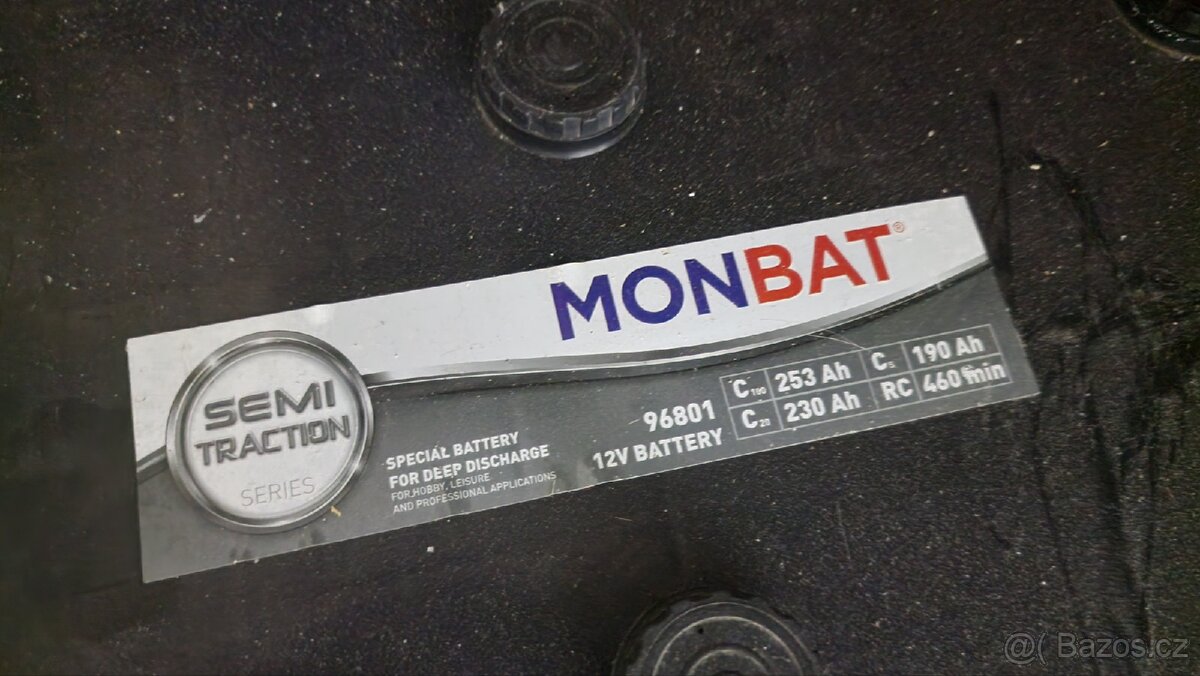 MONBAT®
SEMI
TRACTION
SERIES
SPECIAL BATTERY
FOR DEEP DISCHARGE
FOR HOBBY, LEISURE
AND PROFESSIONAL APPLICATIONS
96801
12V BATTERY
C100 253 Ah C5 190 Ah
C20 230 Ah RC 460 min
@( Bazos.cz